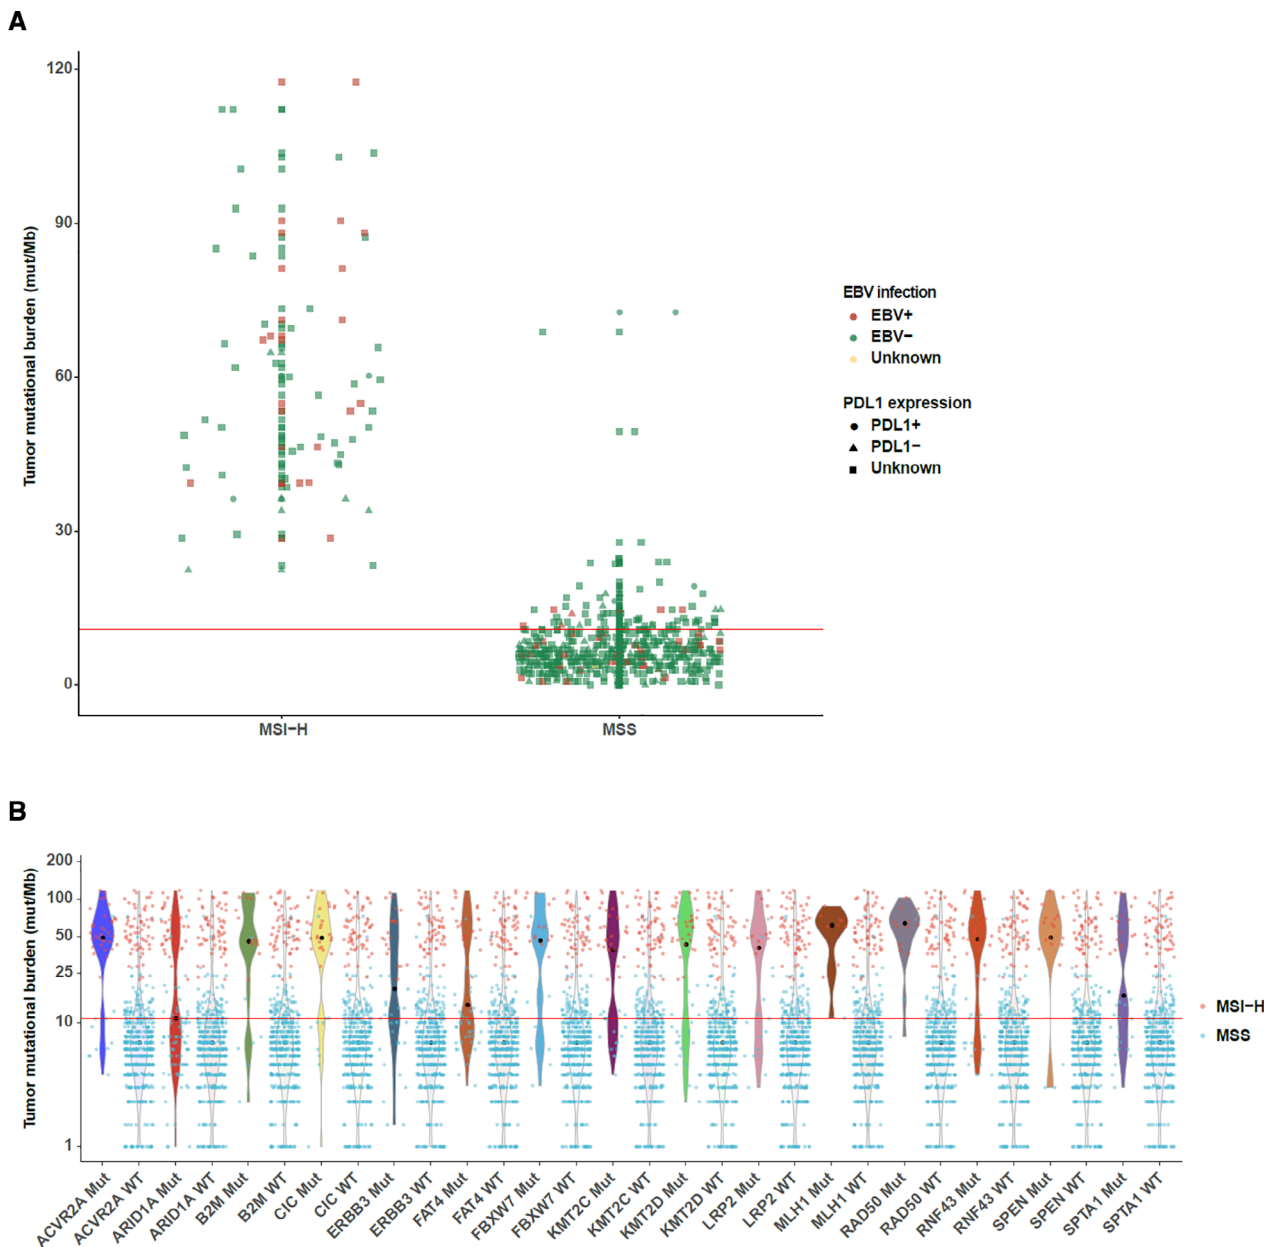 A
Tumor mutational burden (mut/Mb)
120
90
60
30
0
MSI-H
MSS
EBV infection
EBV+
EBV-
Unknown
PDL1 expression
PDL1+
PDL1-
Unknown
B
Tumor mutational burden (mut/Mb)
200
100
50
25
10
1
ACVR2A Mut
ACVR2A WT
ARID1A Mut
ARID1A WT
B2M Mut
B2M WT
CIC Mut
CIC WT
ERBB3 Mut
ERBB3 WT
FAT4 Mut
FAT4 WT
FBXW7 Mut
FBXW7 WT
KMT2C Mut
KMT2C WT
KMT2D Mut
KMT2D WT
LRP2 Mut
LRP2 WT
MLH1 Mut
MLH1 WT
RAD50 Mut
RAD50 WT
RNF43 Mut
RNF43 WT
SPEN Mut
SPEN WT
SPTA1 Mut
SPTA1 WT
MSI-H
MSS